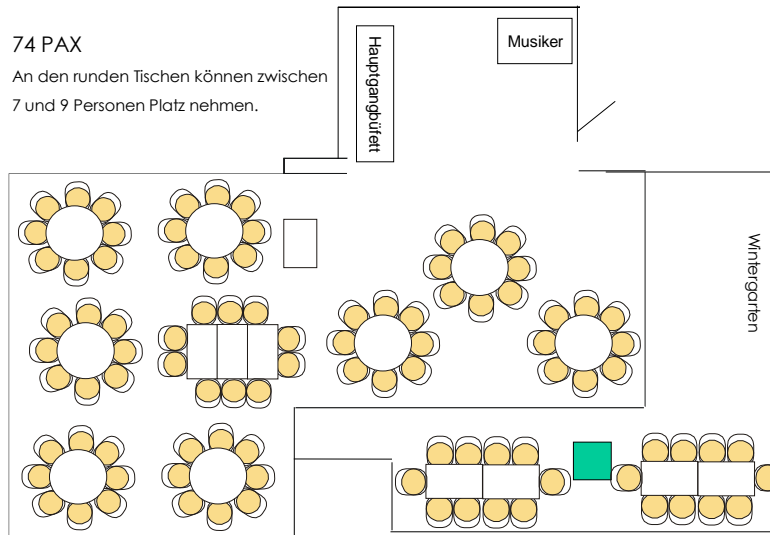 74 PAX
An den runden Tischen können zwischen
7 und 9 Personen Platz nehmen.
Hauptgangbüfett
Musiker
Wintergarten